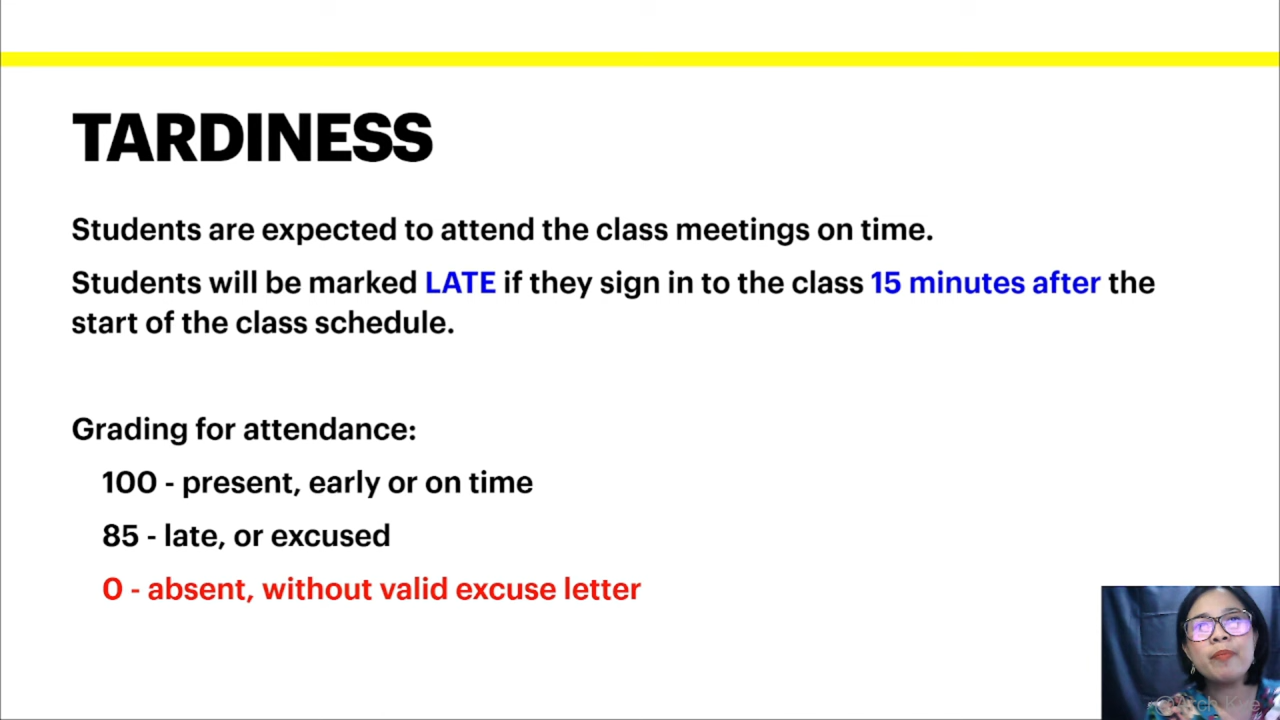 TARDINESS
Students are expected to attend the class meetings on time.
Students will be marked LATE if they sign in to the class 15 minutes after the
start of the class schedule.
Grading for attendance:
100 - present, early or on time
85 - late, or excused
0 - absent, without valid excuse letter